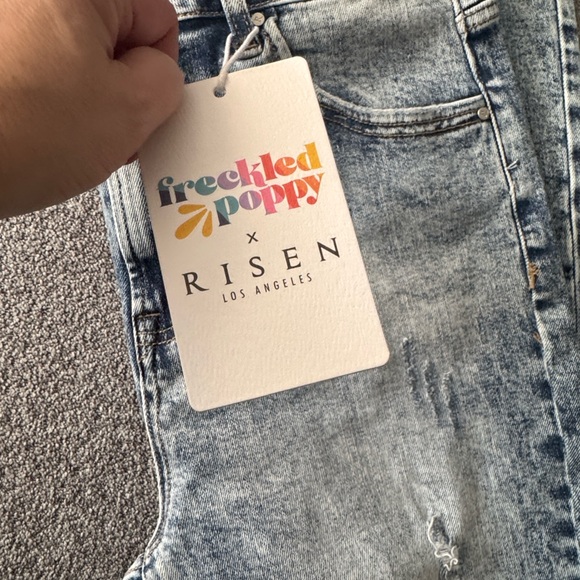 freckled
poppy
x
RISEN
LOS ANGELES